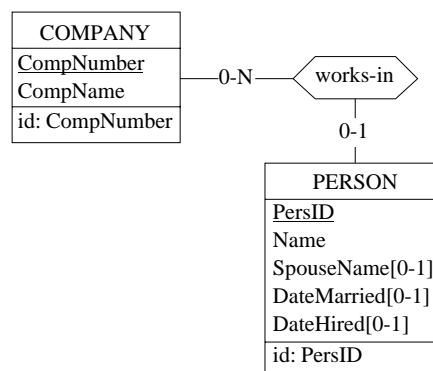 COMPANY
CompNumber
CompName
id: CompNumber
0-N
works-in
0-1
PERSON
PersID
Name
SpouseName[0-1]
DateMarried[0-1]
DateHired[0-1]
id: PersID